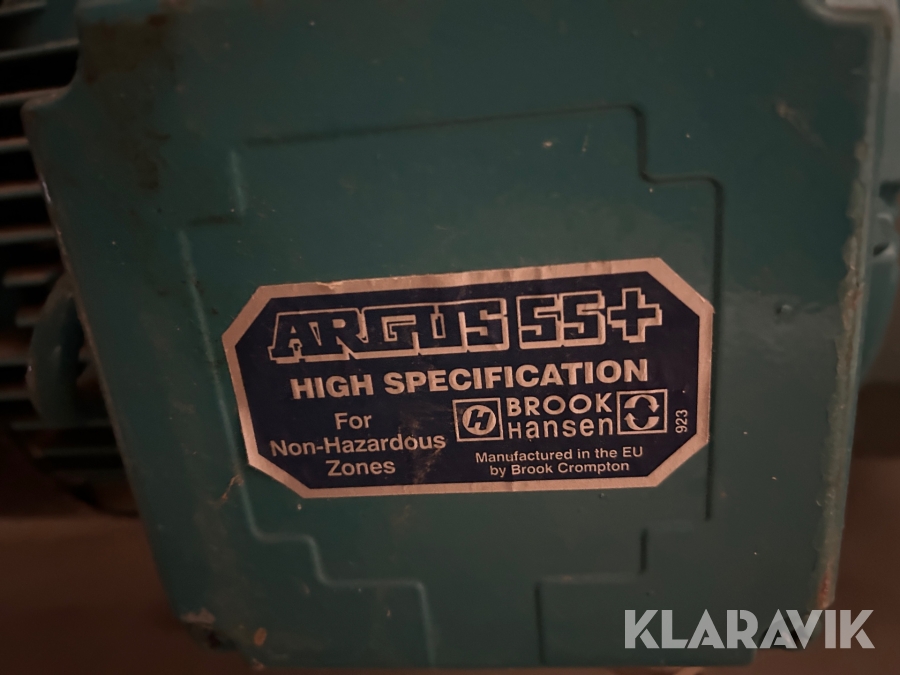 ARGUS 55+
HIGH SPECIFICATION
For
Non-Hazardous
Zones
H BROOK
Hansen
923
Manufactured in the EU
by Brook Crompton
KLARAVIK